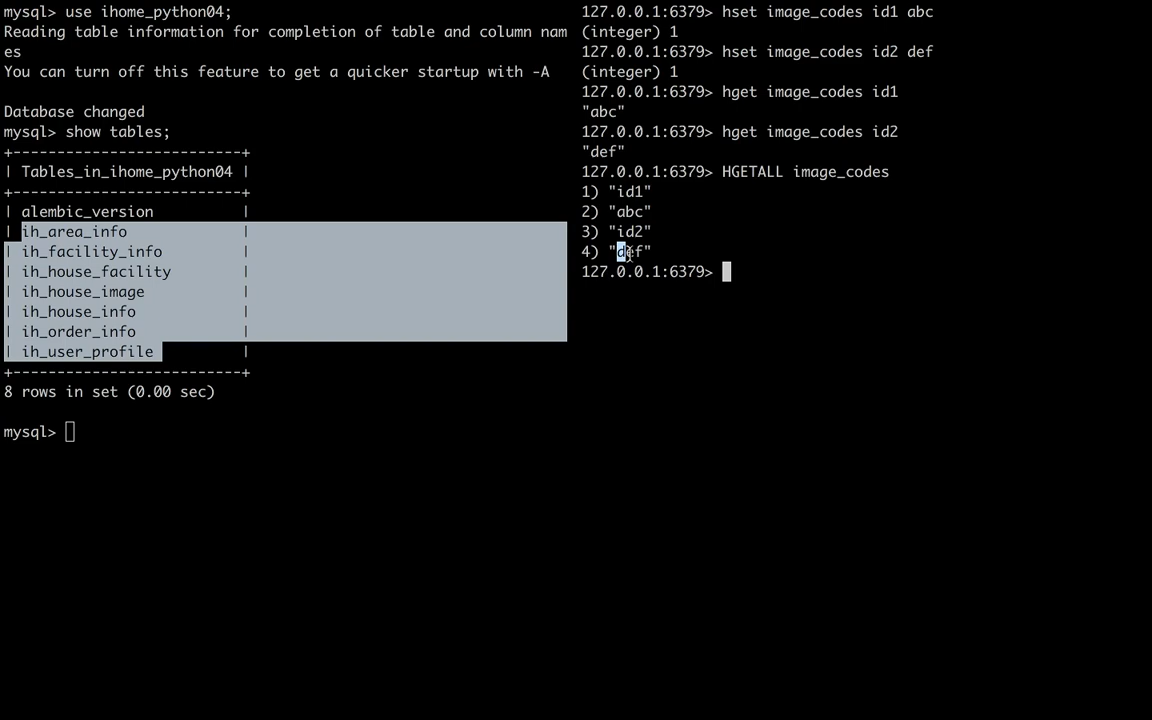 mysql> use ihome_python04;
Reading table information for completion of table and column nam
es
You can turn off this feature to get a quicker startup with -A
Database changed
mysql> show tables;
+--------------------------+
| Tables_in_ihome_python04 |
+--------------------------+
| alembic_version          |
| ih_area_info             |
| ih_facility_info         |
| ih_house_facility        |
| ih_house_image           |
| ih_house_info            |
| ih_order_info            |
| ih_user_profile          |
+--------------------------+
8 rows in set (0.00 sec)
mysql>
127.0.0.1:6379> hset image_codes id1 abc
(integer) 1
127.0.0.1:6379> hset image_codes id2 def
(integer) 1
127.0.0.1:6379> hget image_codes id1
"abc"
127.0.0.1:6379> hget image_codes id2
"def"
127.0.0.1:6379> HGETALL image_codes
1) "id1"
2) "abc"
3) "id2"
4) "def"
127.0.0.1:6379>